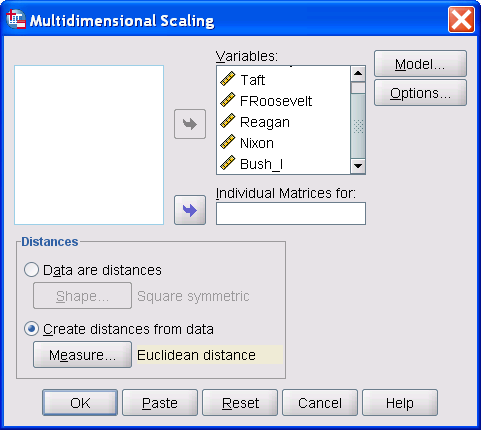 Multidimensional Scaling
Variables:
Taft
FRoosevelt
Reagan
Nixon
Bush_I
Model...
Options...
Individual Matrices for:
Distances
Data are distances
Shape... Square symmetric
Create distances from data
Measure... Euclidean distance
OK Paste Reset Cancel Help